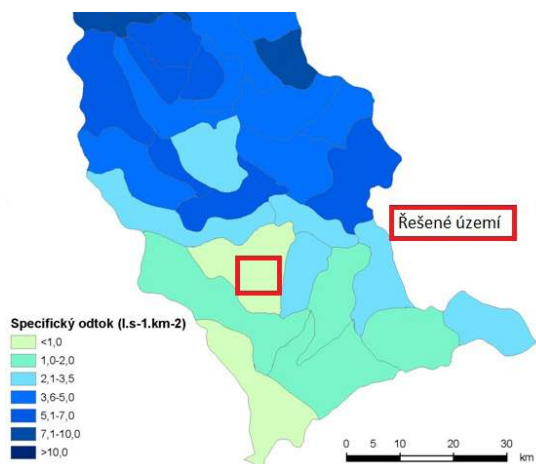 Řešené území
Specifický odtok (l.s-1.km-2)
<1,0
1,0-2,0
2,1-3,5
3,6-5,0
5,1-7,0
7,1-10,0
>10,0
0 5 10 20 30
km